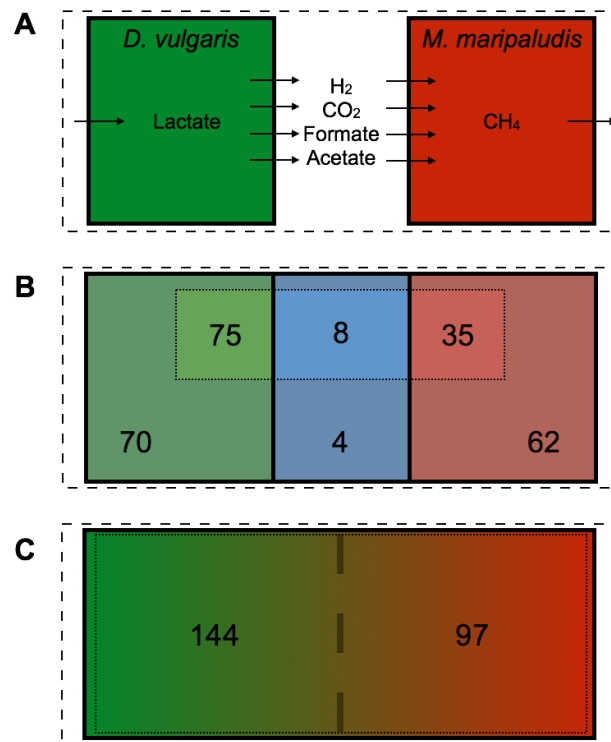 A
D. vulgaris
M. maripaludis
Lactate
H₂
CO₂
Formate
Acetate
CH₄
B
75
8
35
70
4
62
C
144
97